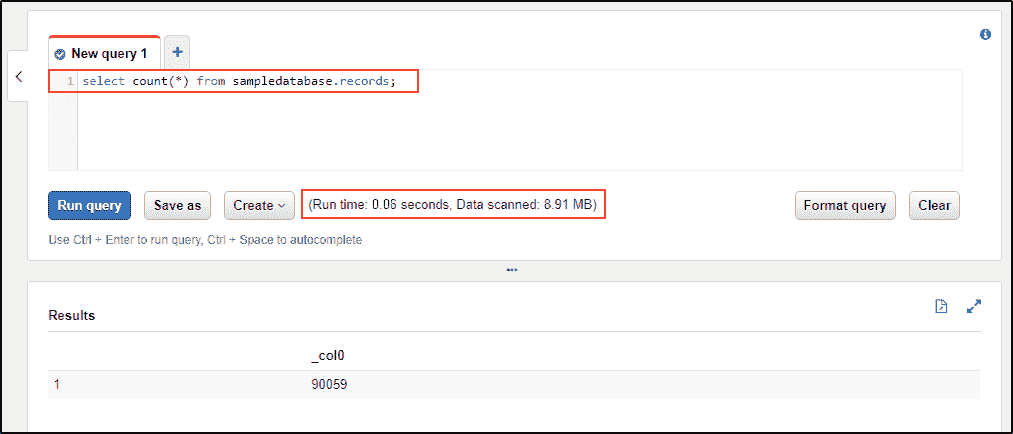 New query 1
+
1 select count(*) from sampledatabase.records;
Run query Save as Create (Run time: 0.06 seconds, Data scanned: 8.91 MB) Format query Clear
Use Ctrl + Enter to run query, Ctrl + Space to autocomplete
Results
_col0
1 90059